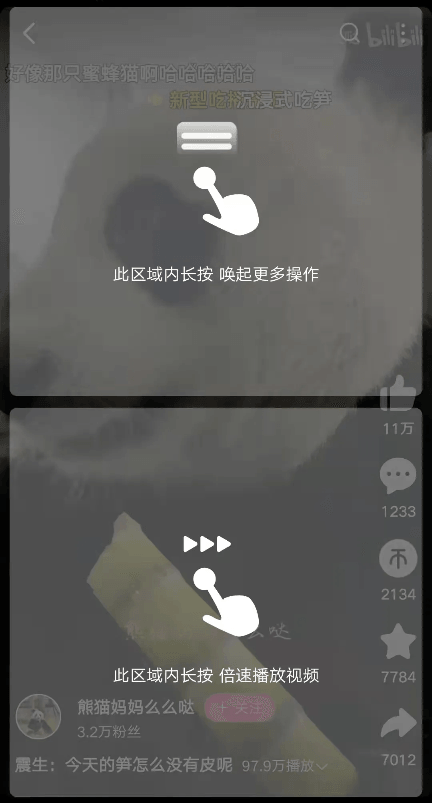 bilibili
好像那只蜜蜂猫啊哈哈哈哈哈
沉浸式吃笋
此区域内长按 唤起更多操作
11万
1233
2134
此区域内长按 倍速播放视频
7784
熊猫妈妈么么哒
+ 关注
3.2万粉丝
7012
震生：今天的笋怎么没有皮呢 97.9万播放